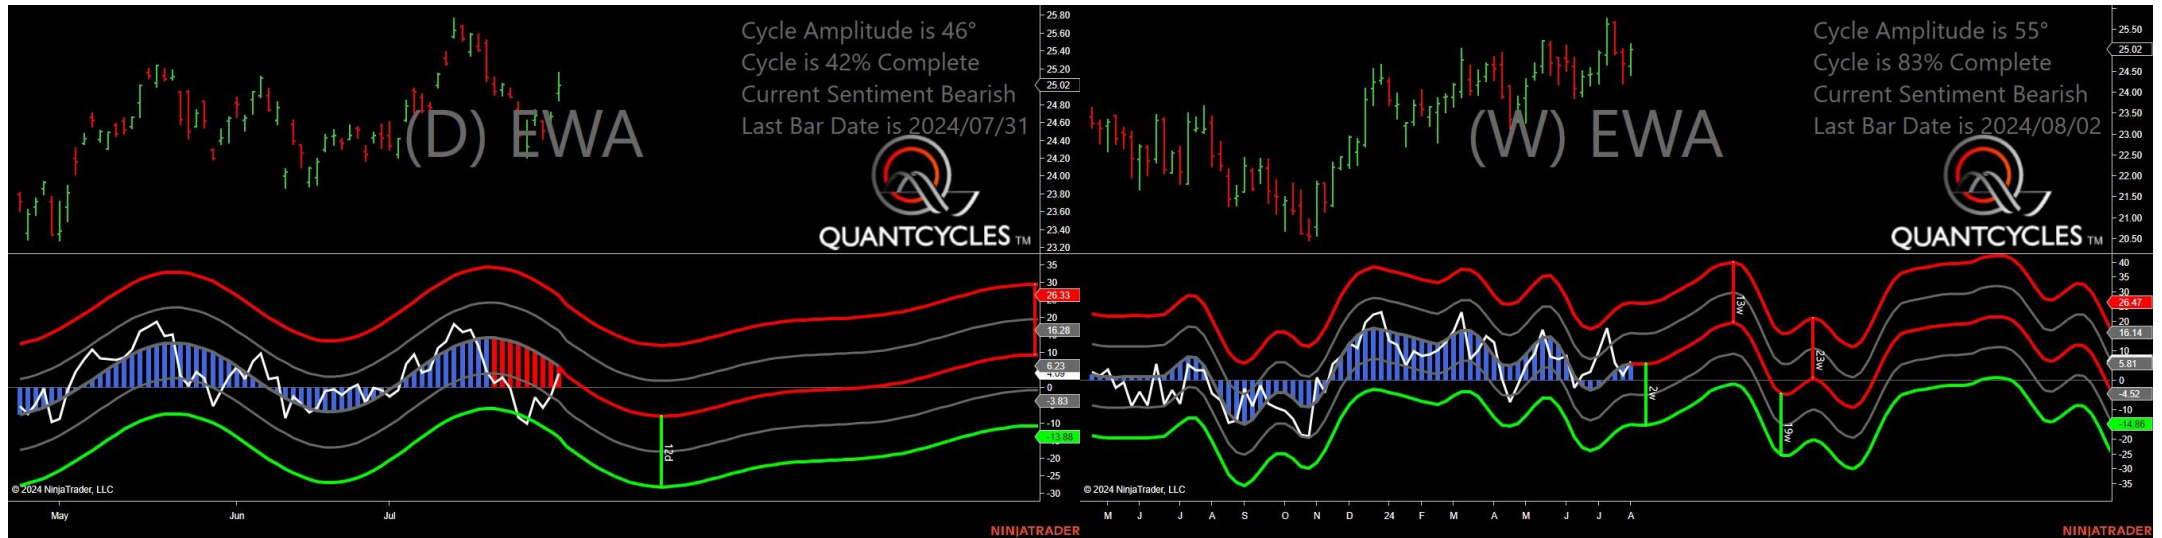 Cycle Amplitude is 46°
Cycle is 42% Complete
Current Sentiment Bearish
Last Bar Date is 2024/07/31
(D) EWA
QUANTCYCLES TM
25.80
25.60
25.40
25.20
25.02
24.80
24.60
24.40
24.20
24.00
23.80
23.60
23.40
23.20
35
30
26.33
20
16.28
10
6.23
4.09
0
-3.83
-10
-13.88
-20
-25
-30
12d
© 2024 NinjaTrader, LLC
May Jun Jul
NINJATRADER
Cycle Amplitude is 55°
Cycle is 83% Complete
Current Sentiment Bearish
Last Bar Date is 2024/08/02
(W) EWA
QUANTCYCLES TM
25.50
25.02
24.50
24.00
23.50
23.00
22.50
22.00
21.50
21.00
20.50
40
35
30
26.47
20
16.14
10
5.81
0
-4.52
-10
-14.86
-20
-25
-30
-35
2w
13w
19w
23w
© 2024 NinjaTrader, LLC
M J J A S O N D 24 F M A M J J A
NINJATRADER